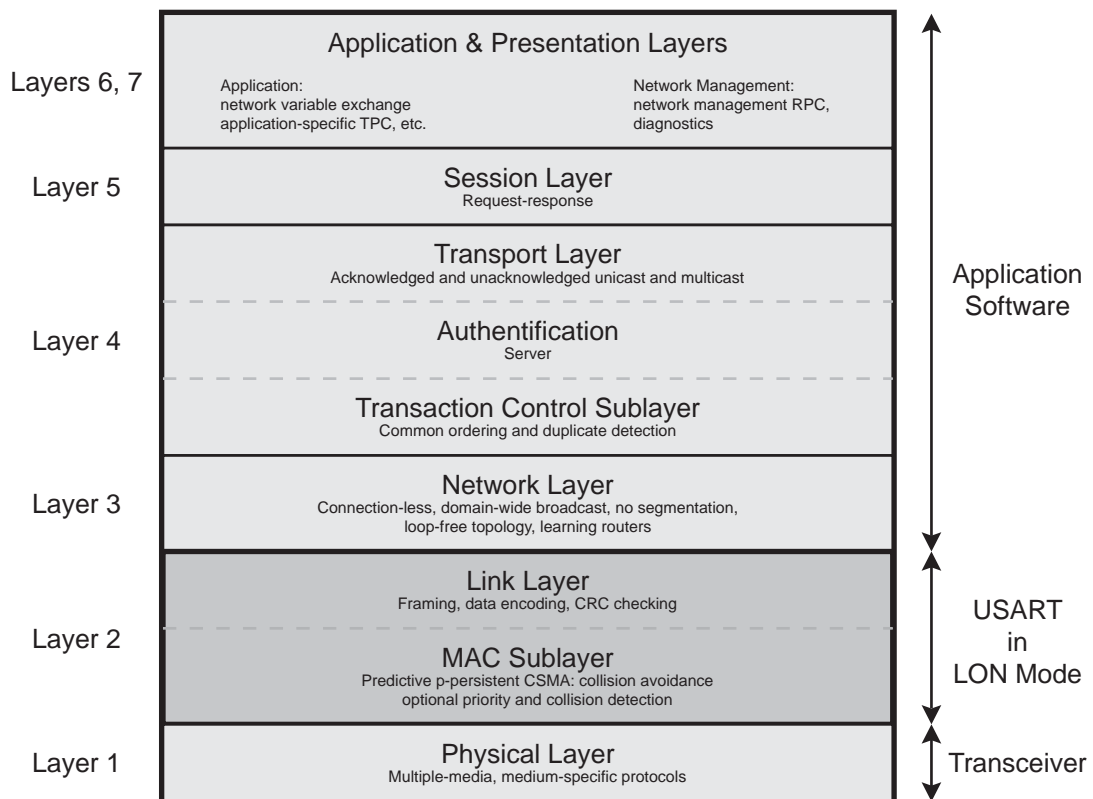 Application & Presentation Layers
Layers 6, 7
Application:
network variable exchange
application-specific TPC, etc.
Network Management:
network management RPC,
diagnostics
Layer 5
Session Layer
Request-response
Transport Layer
Acknowledged and unacknowledged unicast and multicast
Layer 4
Authentification
Server
Transaction Control Sublayer
Common ordering and duplicate detection
Application
Software
Layer 3
Network Layer
Connection-less, domain-wide broadcast, no segmentation,
loop-free topology, learning routers
Layer 2
Link Layer
Framing, data encoding, CRC checking
MAC Sublayer
Predictive p-persistent CSMA: collision avoidance
optional priority and collision detection
USART
in
LON Mode
Layer 1
Physical Layer
Multiple-media, medium-specific protocols
Transceiver